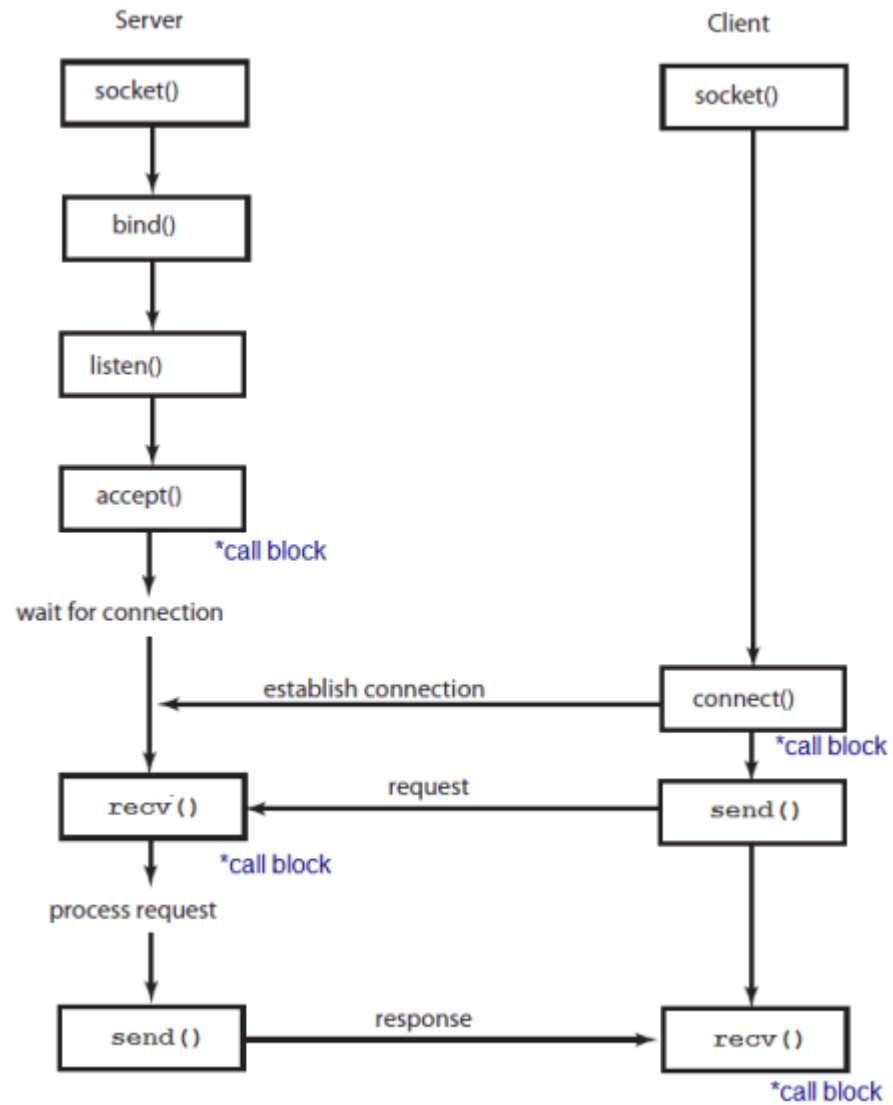 Server
Client
socket()
socket()
bind()
listen()
accept()
*call block
wait for connection
establish connection
connect()
*call block
request
recv()
send()
*call block
process request
response
send()
recv()
*call block